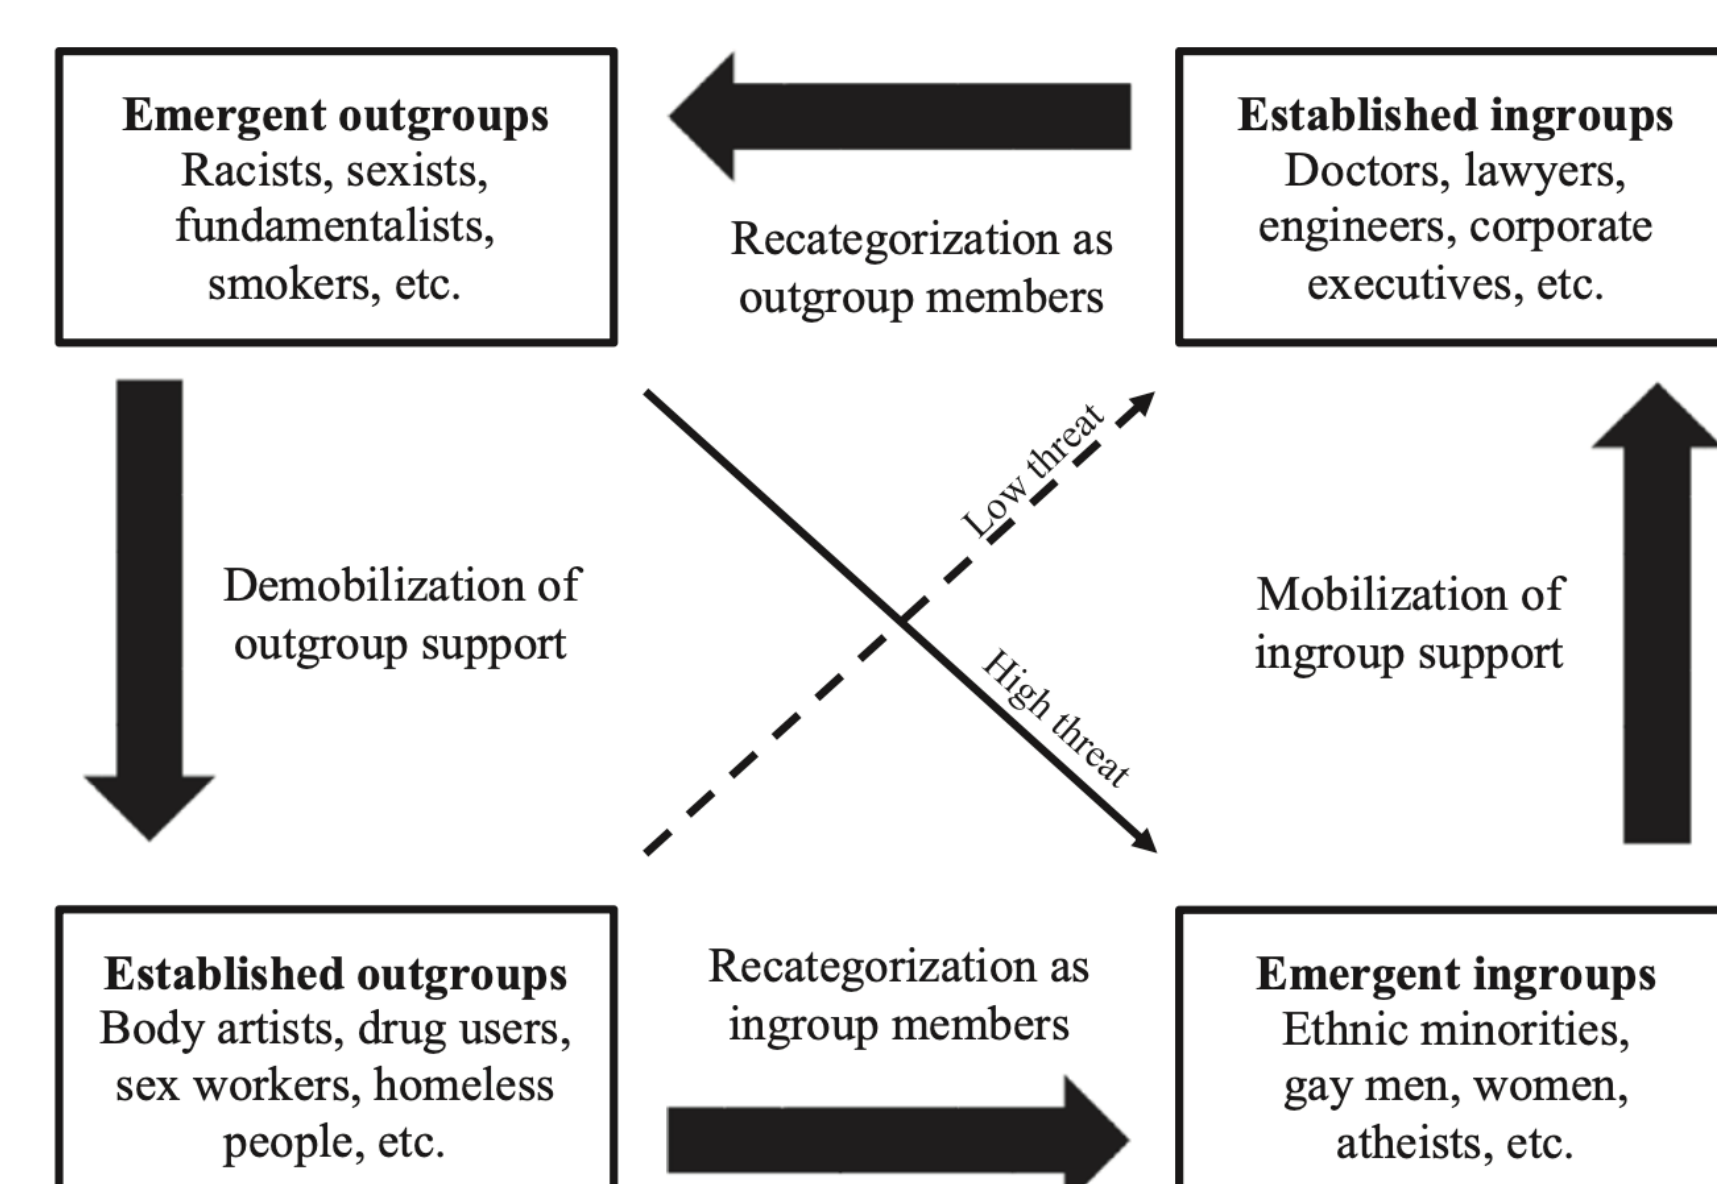 Emergent outgroups
Racists, sexists,
fundamentalists,
smokers, etc.
Recategorization as
outgroup members
Established ingroups
Doctors, lawyers,
engineers, corporate
executives, etc.
Demobilization of
outgroup support
Low threat
High threat
Mobilization of
ingroup support
Established outgroups
Body artists, drug users,
sex workers, homeless
people, etc.
Recategorization as
ingroup members
Emergent ingroups
Ethnic minorities,
gay men, women,
atheists, etc.